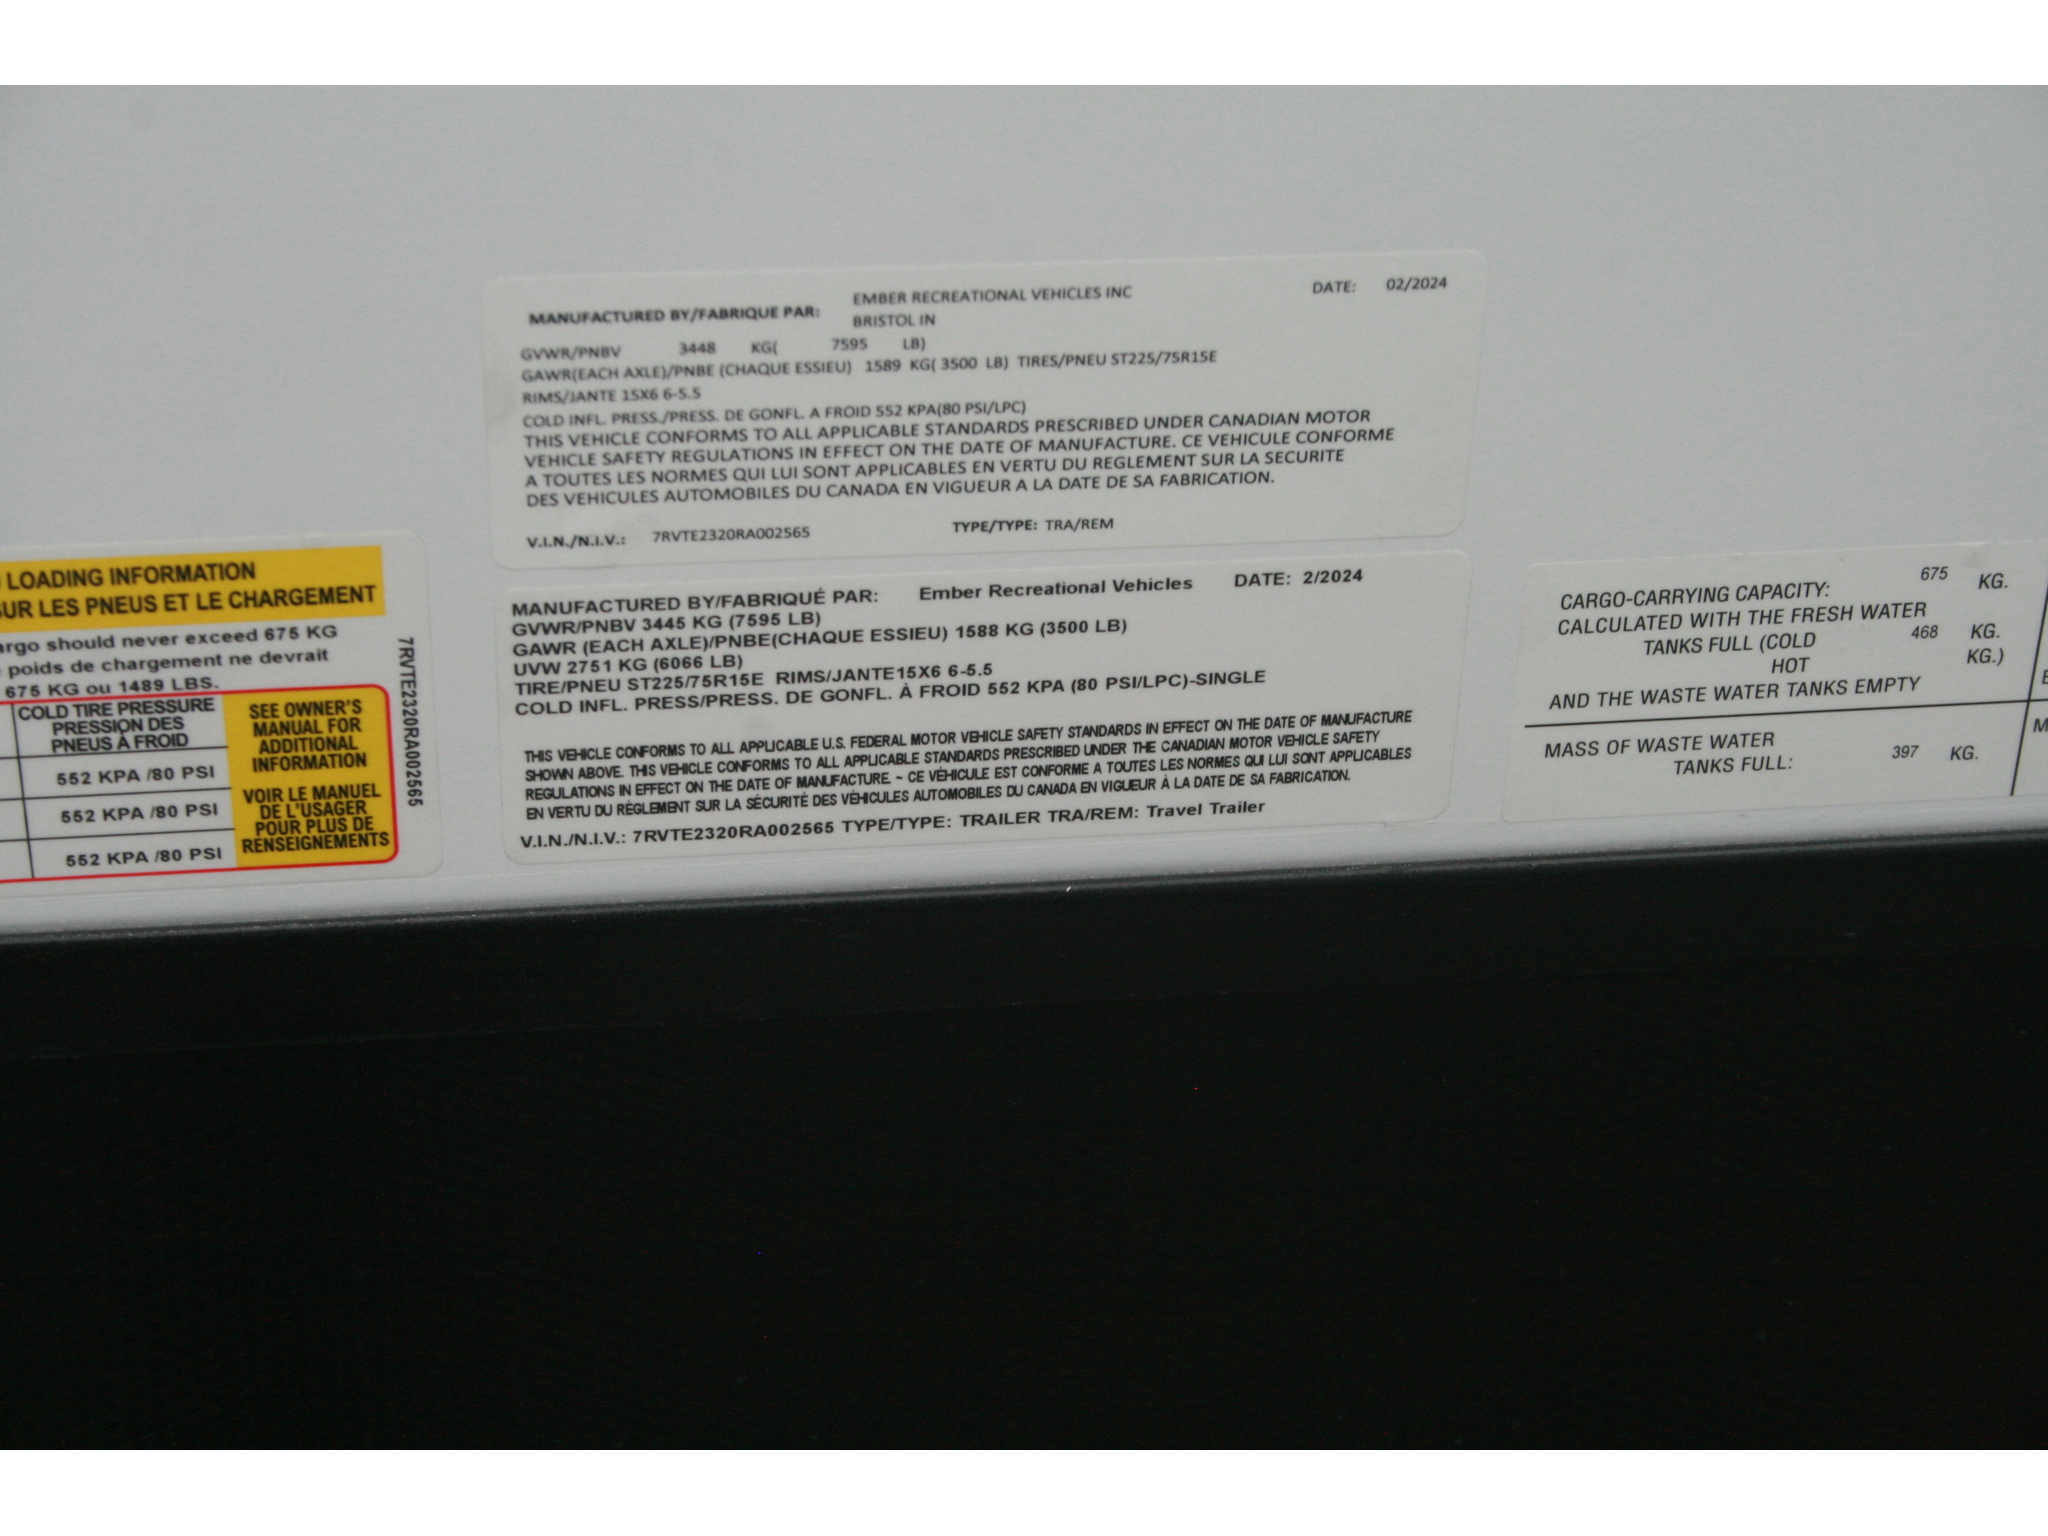 MANUFACTURED BY/FABRIQUE PAR: EMBER RECREATIONAL VEHICLES INC DATE: 02/2024
BRISTOL IN
GVWR/PNBV 3448 KG( 7595 LB)
GAWR(EACH AXLE)/PNBE (CHAQUE ESSIEU) 1589 KG( 3500 LB) TIRES/PNEU ST225/75R15E
RIMS/JANTE 15X6 6-5.5
COLD INFL. PRESS./PRESS. DE GONFL. A FROID 552 KPA(80 PSI/LPC)
THIS VEHICLE CONFORMS TO ALL APPLICABLE STANDARDS PRESCRIBED UNDER CANADIAN MOTOR
VEHICLE SAFETY REGULATIONS IN EFFECT ON THE DATE OF MANUFACTURE. CE VEHICULE CONFORME
A TOUTES LES NORMES QUI LUI SONT APPLICABLES EN VERTU DU REGLEMENT SUR LA SECURITE
DES VEHICULES AUTOMOBILES DU CANADA EN VIGUEUR A LA DATE DE SA FABRICATION.
V.I.N./N.I.V.: 7RVTE2320RA002565 TYPE/TYPE: TRA/REM
LOADING INFORMATION
SUR LES PNEUS ET LE CHARGEMENT
should never exceed 675 KG
poids de chargement ne devrait
675 KG ou 1489 LBS.
COLD TIRE PRESSURE
PRESSION DES
PNEUS À FROID
552 KPA /80 PSI
552 KPA /80 PSI
552 KPA /80 PSI
SEE OWNER'S
MANUAL FOR
ADDITIONAL
INFORMATION
VOIR LE MANUEL
DE L'USAGER
POUR PLUS DE
RENSEIGNEMENTS
7RVTE2320RA002565
MANUFACTURED BY/FABRIQUÉ PAR: Ember Recreational Vehicles DATE: 2/2024
GVWR/PNBV 3445 KG (7595 LB)
GAWR (EACH AXLE)/PNBE(CHAQUE ESSIEU) 1588 KG (3500 LB)
UVW 2751 KG (6066 LB)
TIRE/PNEU ST225/75R15E RIMS/JANTE15X6 6-5.5
COLD INFL. PRESS/PRESS. DE GONFL. À FROID 552 KPA (80 PSI/LPC)-SINGLE
THIS VEHICLE CONFORMS TO ALL APPLICABLE U.S. FEDERAL MOTOR VEHICLE SAFETY STANDARDS IN EFFECT ON THE DATE OF MANUFACTURE
SHOWN ABOVE. THIS VEHICLE CONFORMS TO ALL APPLICABLE STANDARDS PRESCRIBED UNDER THE CANADIAN MOTOR VEHICLE SAFETY
REGULATIONS IN EFFECT ON THE DATE OF MANUFACTURE. ~ CE VÉHICULE EST CONFORME A TOUTES LES NORMES QUI LUI SONT APPLICABLES
EN VERTU DU RÉGLEMENT SUR LA SÉCURITÉ DES VÉHICULES AUTOMOBILES DU CANADA EN VIGUEUR À LA DATE DE SA FABRICATION.
V.I.N./N.I.V.: 7RVTE2320RA002565 TYPE/TYPE: TRAILER TRA/REM: Travel Trailer
CARGO-CARRYING CAPACITY: 675 KG.
CALCULATED WITH THE FRESH WATER
TANKS FULL (COLD 468 KG.
HOT KG.)
AND THE WASTE WATER TANKS EMPTY
MASS OF WASTE WATER
TANKS FULL: 397 KG.